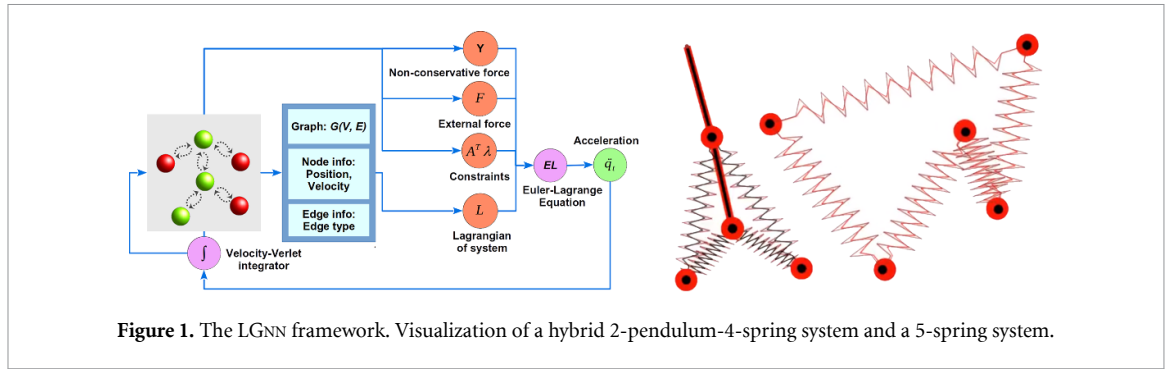 Y
Non-conservative force
Graph: G(V, E)
F
External force
Node info:
Position,
Velocity
Aᵀ λ
Constraints
EL
Euler-Lagrange
Equation
Acceleration
q̈ᵢ
Edge info:
Edge type
L
Lagrangian
of system
∫
Velocity-Verlet
integrator
Figure 1. The LGNN framework. Visualization of a hybrid 2-pendulum-4-spring system and a 5-spring system.